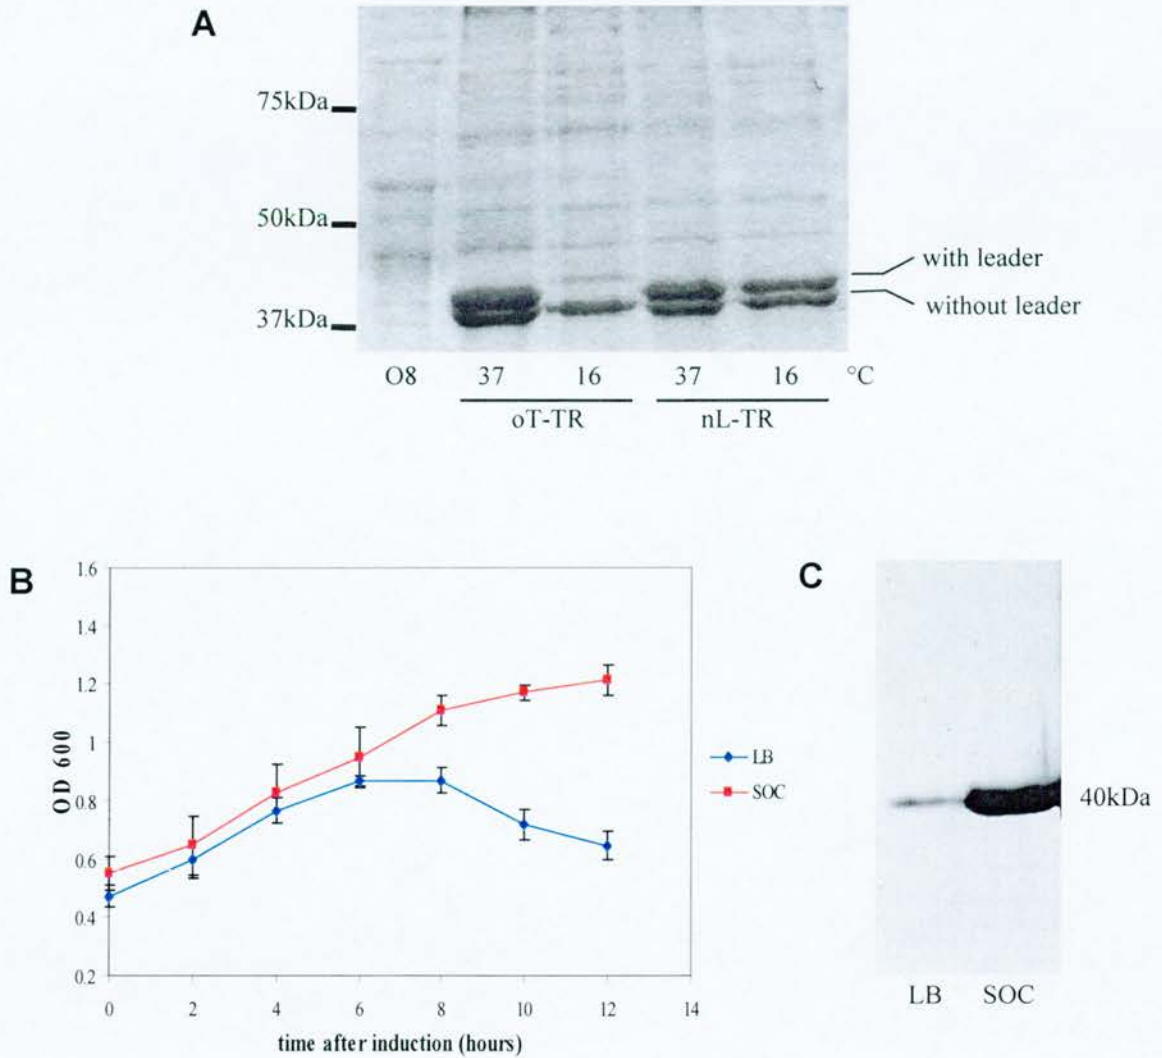 A
75kDa
50kDa
37kDa
with leader
without leader
O8 37 16 37 16 °C
oT-TR nL-TR
B
1.6
1.4
1.2
1
0.8
0.6
0.4
0.2
OD 600
0 2 4 6 8 10 12 14
time after induction (hours)
LB
SOC
C
40kDa
LB SOC